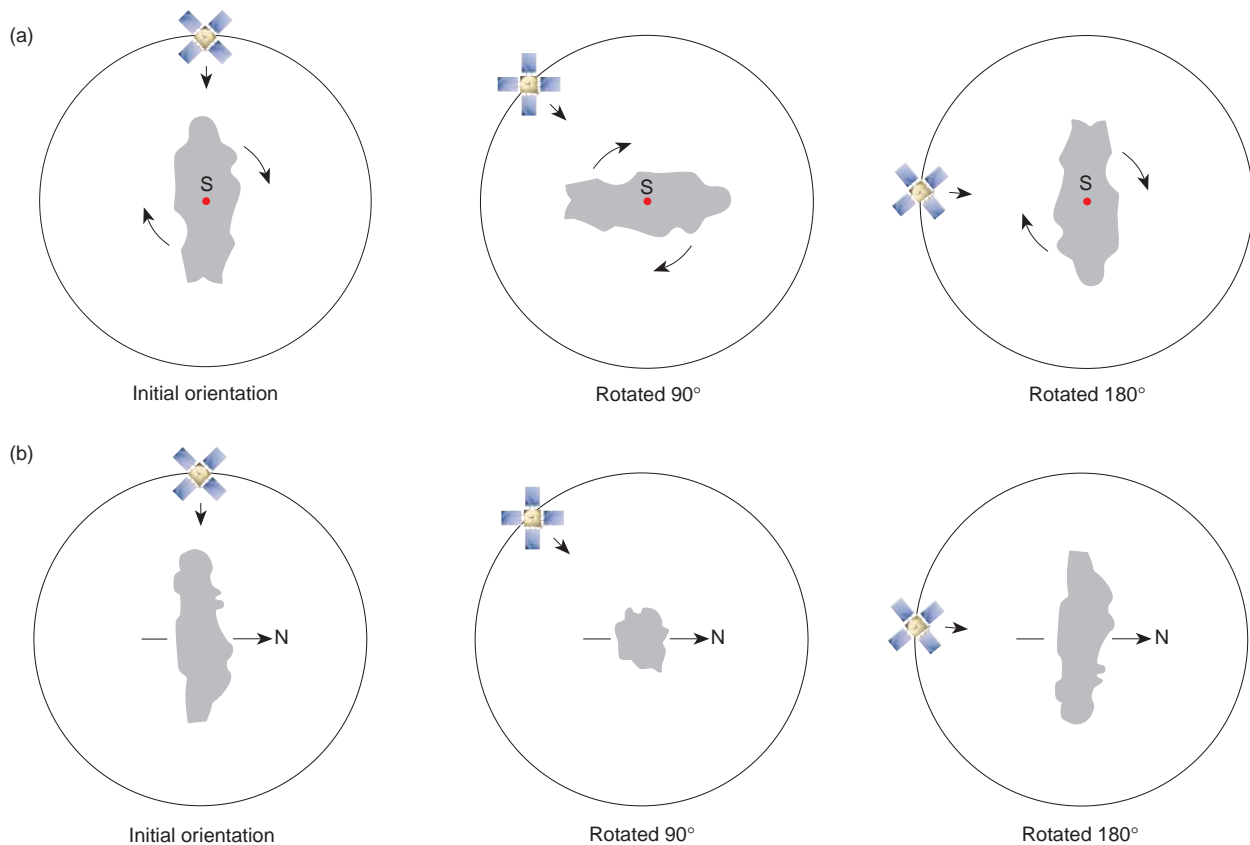 (a)
S
S
S
Initial orientation
Rotated 90°
Rotated 180°
(b)
N
N
N
Initial orientation
Rotated 90°
Rotated 180°